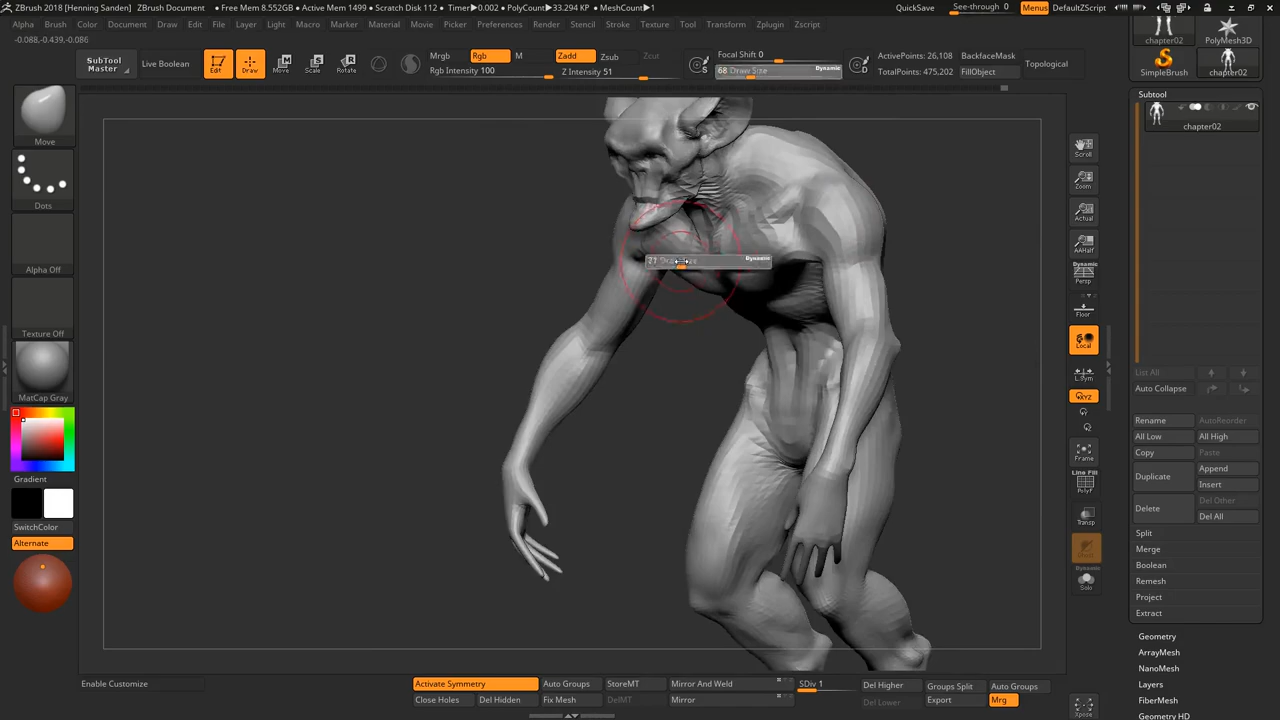 ZBrush 2018 [Henning Sanden]
ZBrush Document
• Free Mem 8.552GB • Active Mem 1499 • Scratch Disk 112 • Timer▶0.002 • PolyCount▶33.294 KP • MeshCount▶1
QuickSave
See-through 0
Menus
DefaultZScript
Alpha Brush Color Document Draw Edit File Layer Light Macro Marker Material Movie Picker Preferences Render Stencil Stroke Texture Tool Transform Zplugin Zscript
-0.088,-0.439,-0.086
SubTool
Master
Live Boolean
Edit
Draw
Move
Scale
Rotate
Mrgb Rgb M
Rgb Intensity 100
Zadd Zsub Zcut
Z Intensity 51
S
Focal Shift 0
68 Draw Size Dynamic
D
ActivePoints: 26,108
TotalPoints: 475,202
BackfaceMask
FillObject
Topological
chapter02
PolyMesh3D
SimpleBrush
chapter02
Move
Dots
Alpha Off
Texture Off
MatCap Gray
Gradient
SwitchColor
Alternate
Dynamic
Scroll
Zoom
Actual
AAHalf
Dynamic
Persp
Floor
Local
L.Sym
XYZ
Frame
Line Fill
PolyF
Transp
Dynamic
Solo
Xpose
Subtool
chapter02
List All
Auto Collapse
Rename AutoReorder
All Low All High
Copy Paste
Duplicate
Append
Insert
Delete
Del Other
Del All
Split
Merge
Boolean
Remesh
Project
Extract
Geometry
ArrayMesh
NanoMesh
Layers
FiberMesh
Geometry HD
Enable Customize
Activate Symmetry Auto Groups StoreMT Mirror And Weld SDiv 1 Del Higher Groups Split Auto Groups
Close Holes Del Hidden Fix Mesh DelMT Mirror Del Lower Export Mrg